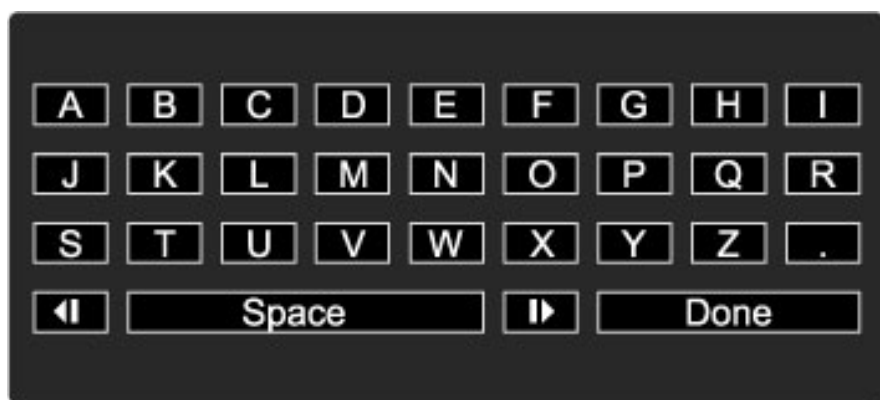 A B C D E F G H I
J K L M N O P Q R
S T U V W X Y Z .
Space Done